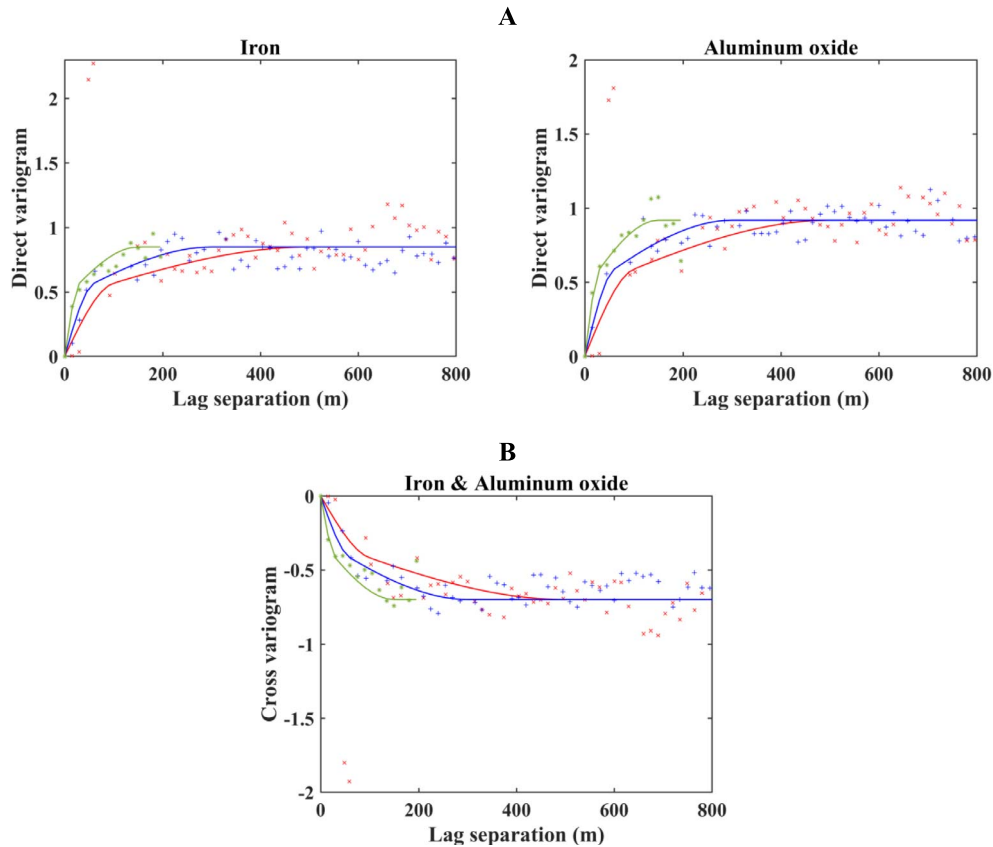 A
Iron
Direct variogram
2
1.5
1
0.5
0
0 200 400 600 800
Lag separation (m)
Aluminum oxide
Direct variogram
2
1.5
1
0.5
0
0 200 400 600 800
Lag separation (m)
B
Iron & Aluminum oxide
Cross variogram
0
-0.5
-1
-1.5
-2
0 200 400 600 800
Lag separation (m)